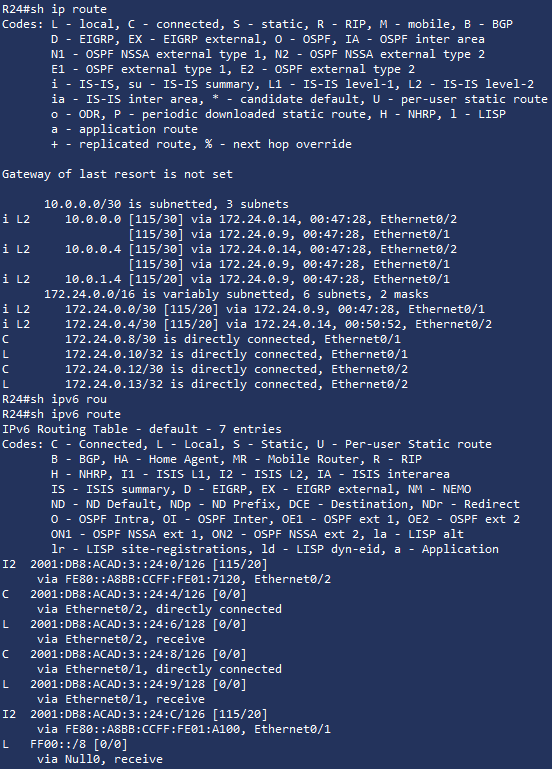 R24#sh ip route
Codes: L - local, C - connected, S - static, R - RIP, M - mobile, B - BGP
       D - EIGRP, EX - EIGRP external, O - OSPF, IA - OSPF inter area
       N1 - OSPF NSSA external type 1, N2 - OSPF NSSA external type 2
       E1 - OSPF external type 1, E2 - OSPF external type 2
       i - IS-IS, su - IS-IS summary, L1 - IS-IS level-1, L2 - IS-IS level-2
       ia - IS-IS inter area, * - candidate default, U - per-user static route
       o - ODR, P - periodic downloaded static route, H - NHRP, l - LISP
       a - application route
       + - replicated route, % - next hop override
Gateway of last resort is not set
      10.0.0.0/30 is subnetted, 3 subnets
i L2     10.0.0.0 [115/30] via 172.24.0.14, 00:47:28, Ethernet0/2
                  [115/30] via 172.24.0.9, 00:47:28, Ethernet0/1
i L2     10.0.0.4 [115/30] via 172.24.0.14, 00:47:28, Ethernet0/2
                  [115/30] via 172.24.0.9, 00:47:28, Ethernet0/1
i L2     10.0.1.4 [115/20] via 172.24.0.9, 00:47:28, Ethernet0/1
      172.24.0.0/16 is variably subnetted, 6 subnets, 2 masks
i L2     172.24.0.0/30 [115/20] via 172.24.0.9, 00:47:28, Ethernet0/1
i L2     172.24.0.4/30 [115/20] via 172.24.0.14, 00:50:52, Ethernet0/2
C        172.24.0.8/30 is directly connected, Ethernet0/1
L        172.24.0.10/32 is directly connected, Ethernet0/1
C        172.24.0.12/30 is directly connected, Ethernet0/2
L        172.24.0.13/32 is directly connected, Ethernet0/2
R24#sh ipv6 rou
R24#sh ipv6 route
IPv6 Routing Table - default - 7 entries
Codes: C - Connected, L - Local, S - Static, U - Per-user Static route
       B - BGP, HA - Home Agent, MR - Mobile Router, R - RIP
       H - NHRP, I1 - ISIS L1, I2 - ISIS L2, IA - ISIS interarea
       IS - ISIS summary, D - EIGRP, EX - EIGRP external, NM - NEMO
       ND - ND Default, NDp - ND Prefix, DCE - Destination, NDr - Redirect
       O - OSPF Intra, OI - OSPF Inter, OE1 - OSPF ext 1, OE2 - OSPF ext 2
       ON1 - OSPF NSSA ext 1, ON2 - OSPF NSSA ext 2, la - LISP alt
       lr - LISP site-registrations, ld - LISP dyn-eid, a - Application
I2  2001:DB8:ACAD:3::24:0/126 [115/20]
     via FE80::A8BB:CCFF:FE01:7120, Ethernet0/2
C   2001:DB8:ACAD:3::24:4/126 [0/0]
     via Ethernet0/2, directly connected
L   2001:DB8:ACAD:3::24:6/128 [0/0]
     via Ethernet0/2, receive
C   2001:DB8:ACAD:3::24:8/126 [0/0]
     via Ethernet0/1, directly connected
L   2001:DB8:ACAD:3::24:9/128 [0/0]
     via Ethernet0/1, receive
I2  2001:DB8:ACAD:3::24:C/126 [115/20]
     via FE80::A8BB:CCFF:FE01:A100, Ethernet0/1
L   FF00::/8 [0/0]
     via Null0, receive